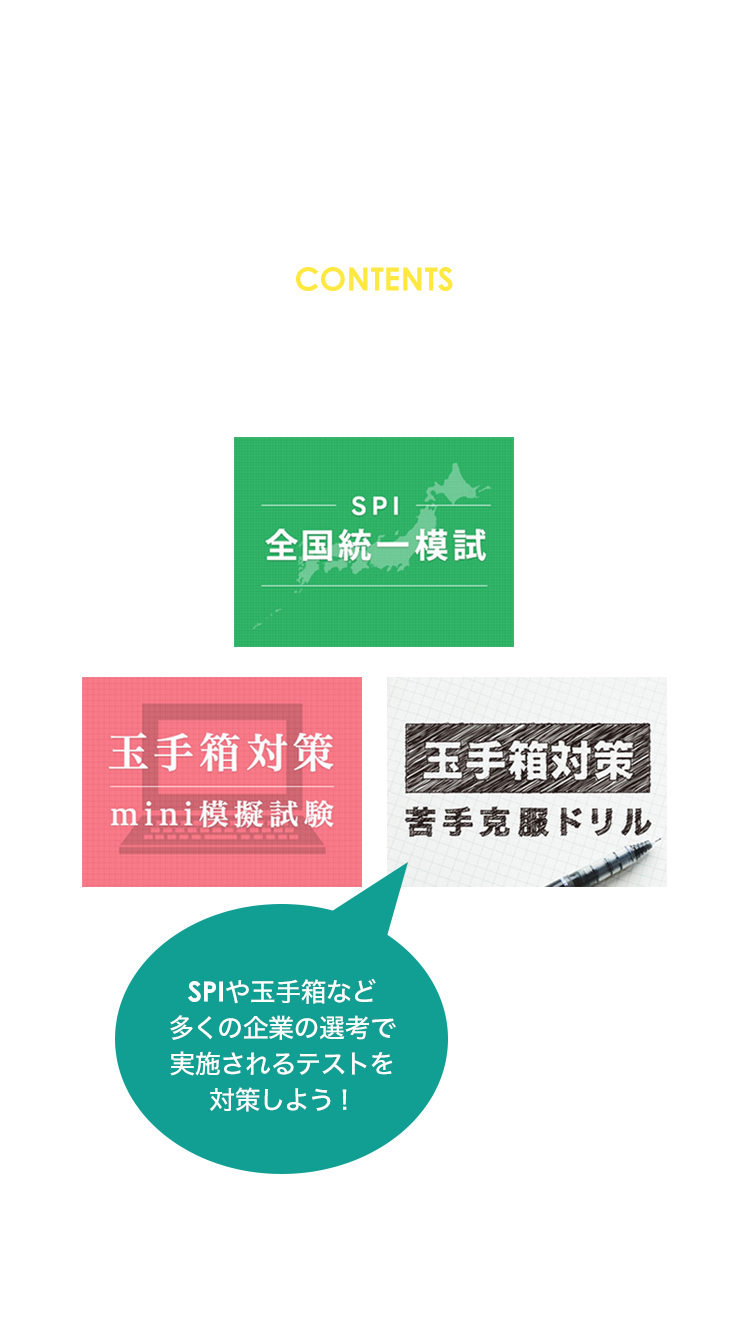 CONTENTS
SPI
全国統一模試
玉手箱対策
mini模擬試験
玉手箱対策
苦手克服ドリル
SPIや玉手箱など
多くの企業の選考で
実施されるテストを
対策しよう！